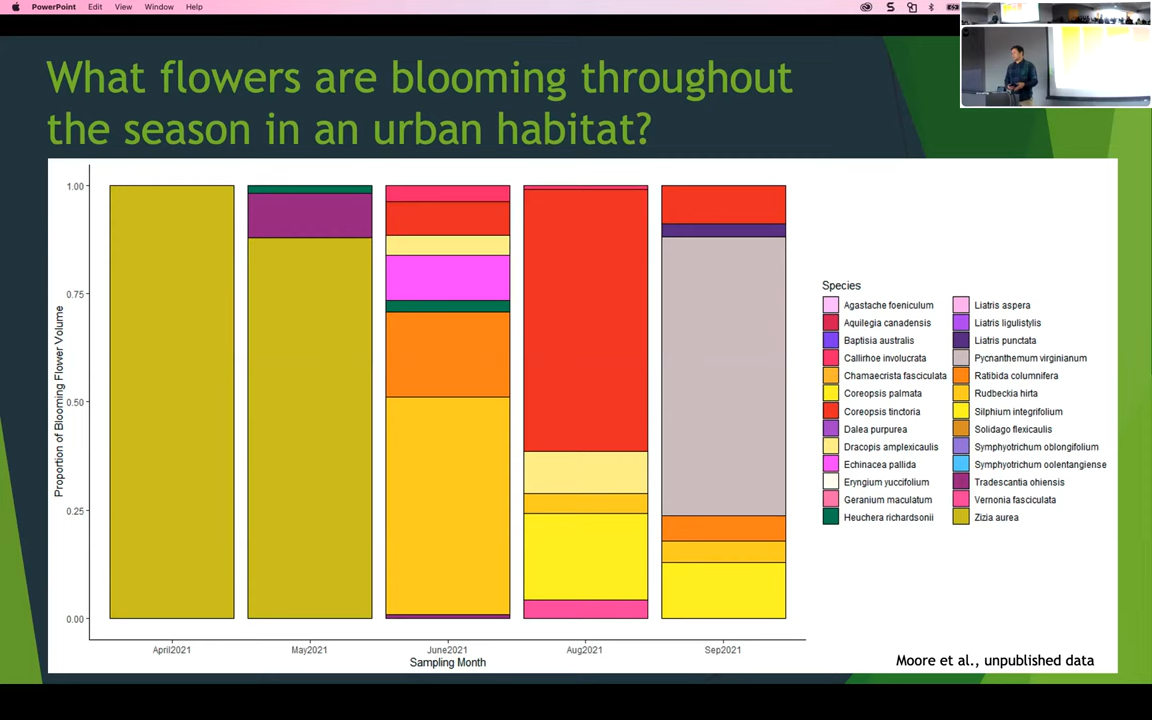 PowerPoint Edit View Window Help
What flowers are blooming throughout
the season in an urban habitat?
Proportion of Blooming Flower Volume
1.00
0.75
0.50
0.25
0.00
April2021 May2021 June2021 Aug2021 Sep2021
Sampling Month
Species
Agastache foeniculum
Aquilegia canadensis
Baptisia australis
Callirhoe involucrata
Chamaecrista fasciculata
Coreopsis palmata
Coreopsis tinctoria
Dalea purpurea
Dracopis amplexicaulis
Echinacea pallida
Eryngium yuccifolium
Geranium maculatum
Heuchera richardsonii
Liatris aspera
Liatris ligulistylis
Liatris punctata
Pycnanthemum virginianum
Ratibida columnifera
Rudbeckia hirta
Silphium integrifolium
Solidago flexicaulis
Symphyotrichum oblongifolium
Symphyotrichum oolentangiense
Tradescantia ohiensis
Vernonia fasciculata
Zizia aurea
Moore et al., unpublished data